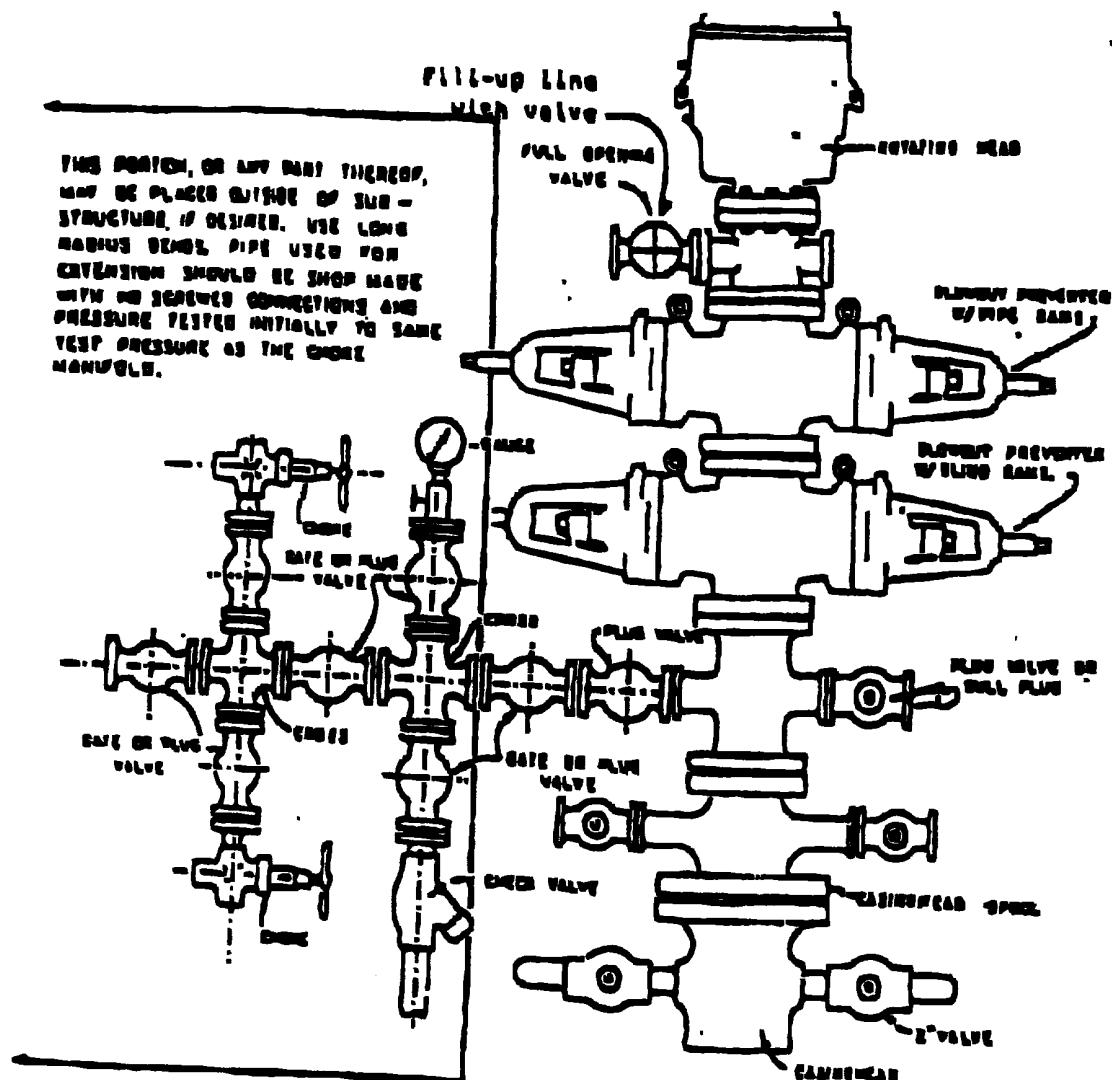 Fill-up Line
with valve
FULL OPENING
VALVE
ROTATING HEAD
THIS PORTION, OR ANY PART THEREOF,
MAY BE PLACED OUTSIDE OF SUB-
STRUCTURE, IF DESIRED. USE LONG
RADIUS BENDS. PIPE USED FOR
EXTENSION SHOULD BE SHOP MADE
WITH NO SCREWED CONNECTIONS AND
PRESSURE TESTED INITIALLY TO SAME
TEST PRESSURE AS THE CHOKE
MANIFOLD.
BLOWOUT PREVENTER
W/PIPE RAMS
BLOWOUT PREVENTER
W/BLIND RAMS
GAUGE
CHOKE
GATE OR PLUG
VALVE
CROSS
PLUG VALVE
PLUG VALVE OR
BULL PLUG
CROSS
GATE OR PLUG
VALVE
GATE OR PLUG
VALVE
CHECK VALVE
CASINGHEAD SPOOL
CHOKE
2" VALVE
CASINGHEAD